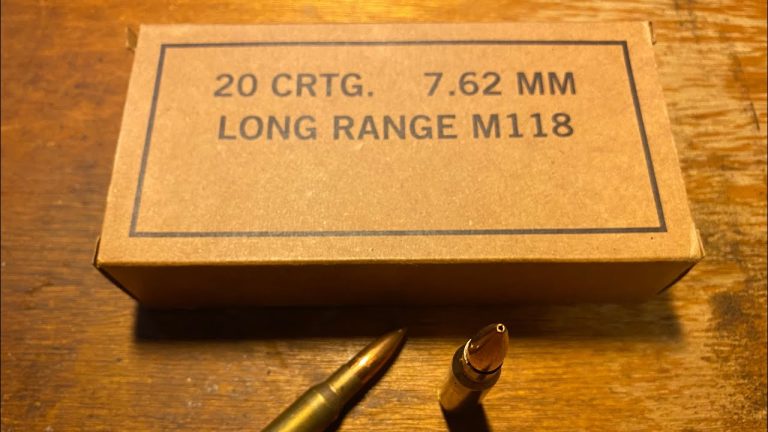 20 CRTG. 7.62 MM
LONG RANGE M118